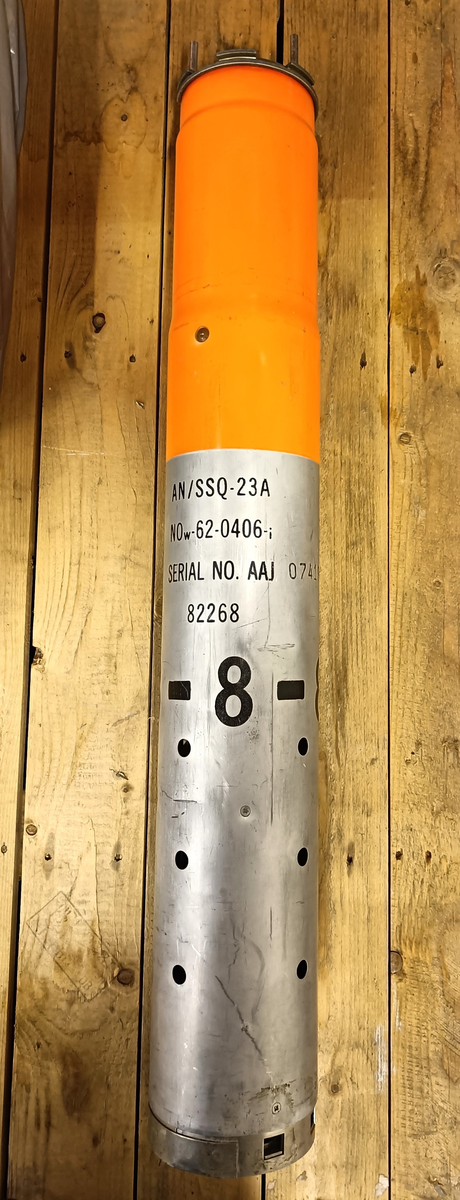 AN/SSQ-23A
NOw-62-0406-i
SERIAL NO. AAJ
82268
- 8 -